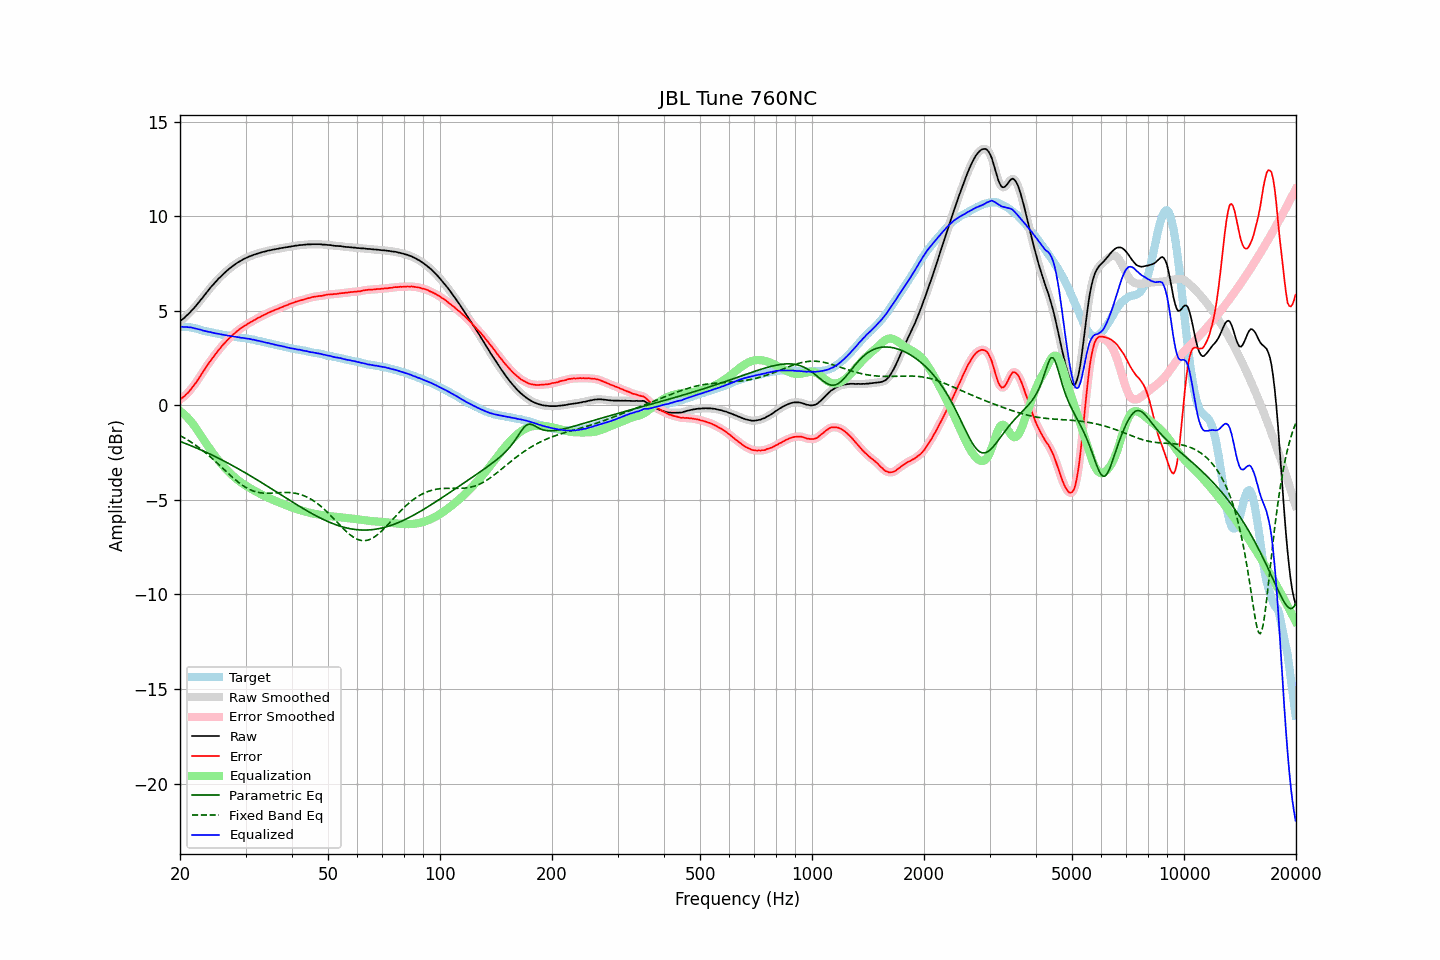 JBL Tune 760NC
15
10
5
0
−5
−10
−15
−20
Amplitude (dBr)
Target
Raw Smoothed
Error Smoothed
Raw
Error
Equalization
Parametric Eq
Fixed Band Eq
Equalized
20 50 100 200 500 1000 2000 5000 10000 20000
Frequency (Hz)